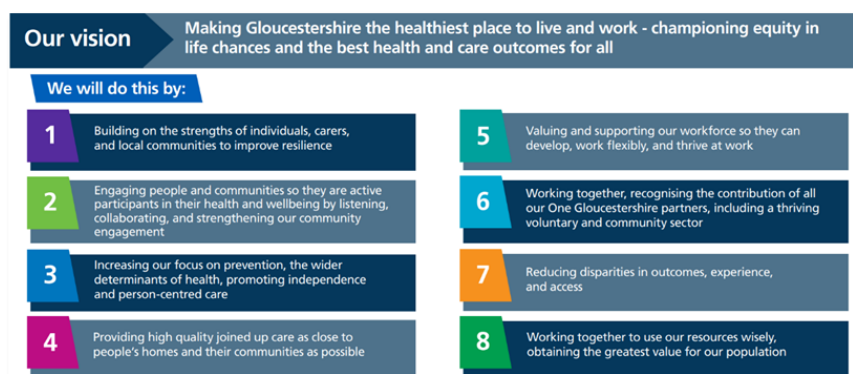 Our vision
Making Gloucestershire the healthiest place to live and work - championing equity in
life chances and the best health and care outcomes for all
We will do this by:
1
Building on the strengths of individuals, carers,
and local communities to improve resilience
2
Engaging people and communities so they are active
participants in their health and wellbeing by listening,
collaborating, and strengthening our community
engagement
3
Increasing our focus on prevention, the wider
determinants of health, promoting independence
and person-centred care
4
Providing high quality joined up care as close to
people's homes and their communities as possible
5
Valuing and supporting our workforce so they can
develop, work flexibly, and thrive at work
6
Working together, recognising the contribution of all
our One Gloucestershire partners, including a thriving
voluntary and community sector
7
Reducing disparities in outcomes, experience,
and access
8
Working together to use our resources wisely,
obtaining the greatest value for our population